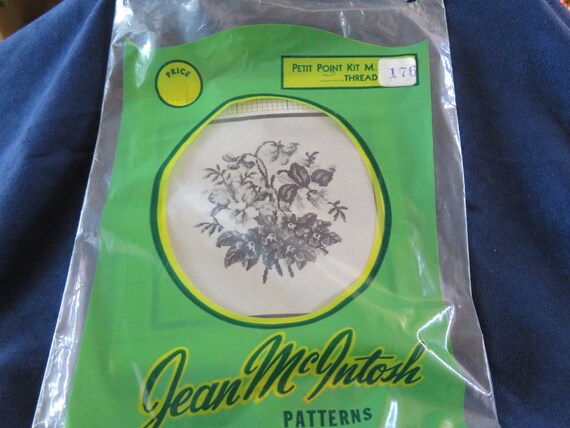 PRICE
PETIT POINT KIT M.
THREAD
176
Jean McIntosh
PATTERNS